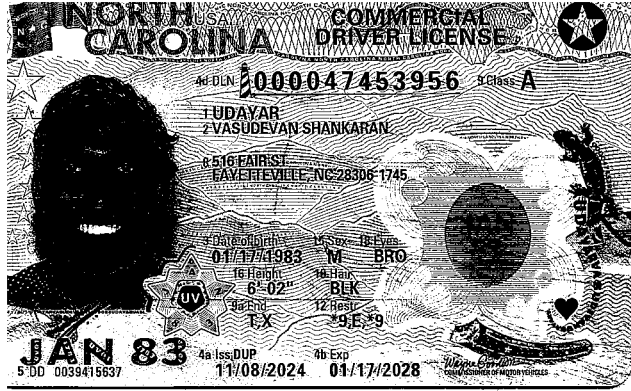 NORTH USA
CAROLINA
COMMERCIAL
DRIVER LICENSE
4d DLN 000047453956 9 Class A
1 UDAYAR
2 VASUDEVAN SHANKARAN
8 516 FAIR ST
FAYETTEVILLE, NC 28306-1745
3 Date of birth 15 Sex 18 Eyes
01/17/1983 M BRO
16 Height 19 Hair
6'-02" BLK
9a End 12 Restr
T,X *9,E,*9
UV
JAN 83
4a Iss DUP 4b Exp
11/08/2024 01/17/2028
5 DD 0039415637
COMMISSIONER OF MOTOR VEHICLES